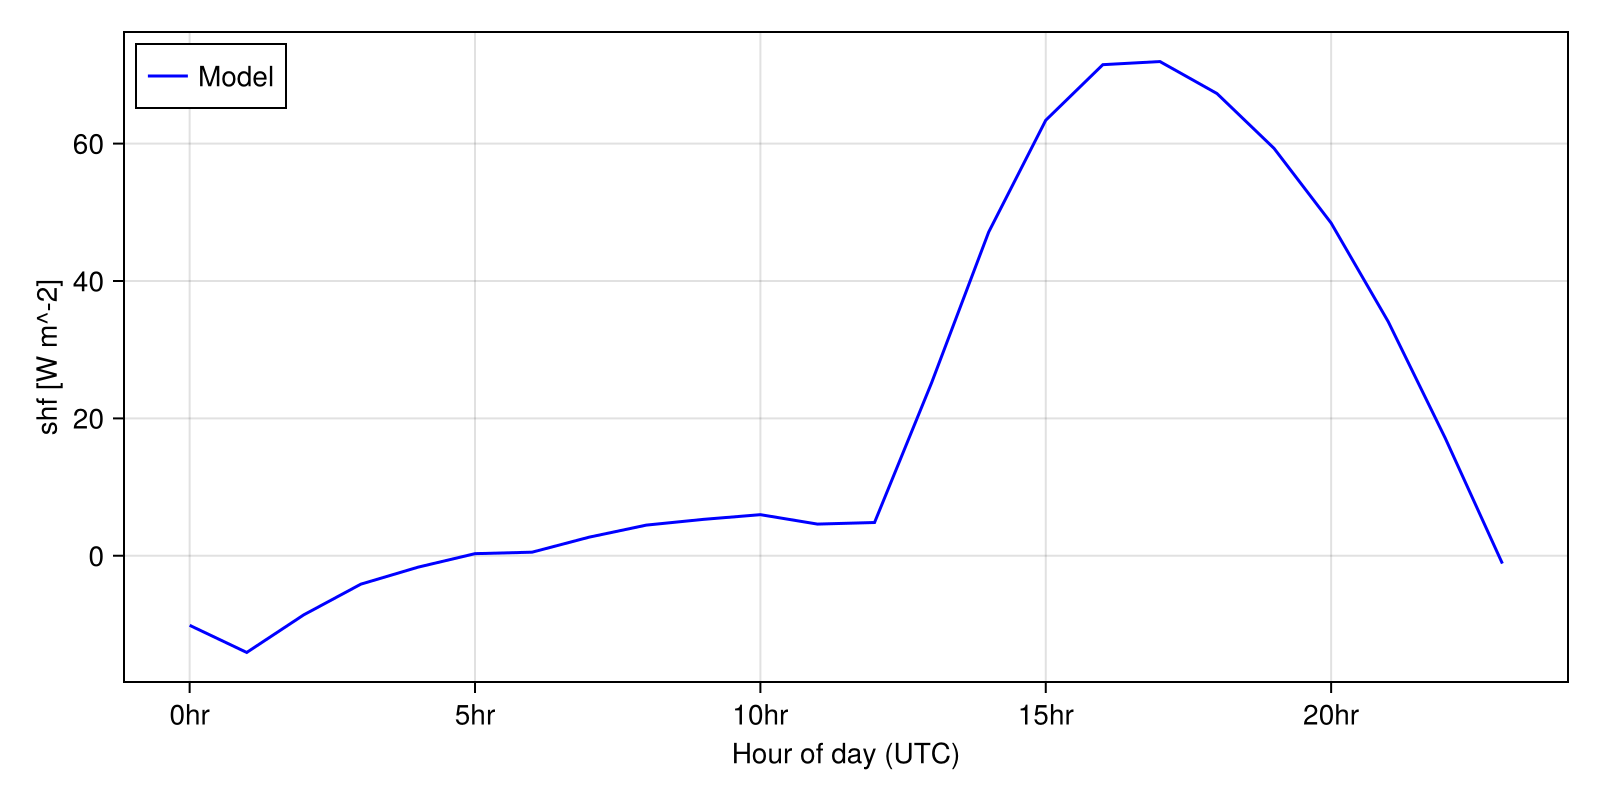 Model
60
40
20
0
shf [W m^-2]
0hr 5hr 10hr 15hr 20hr
Hour of day (UTC)